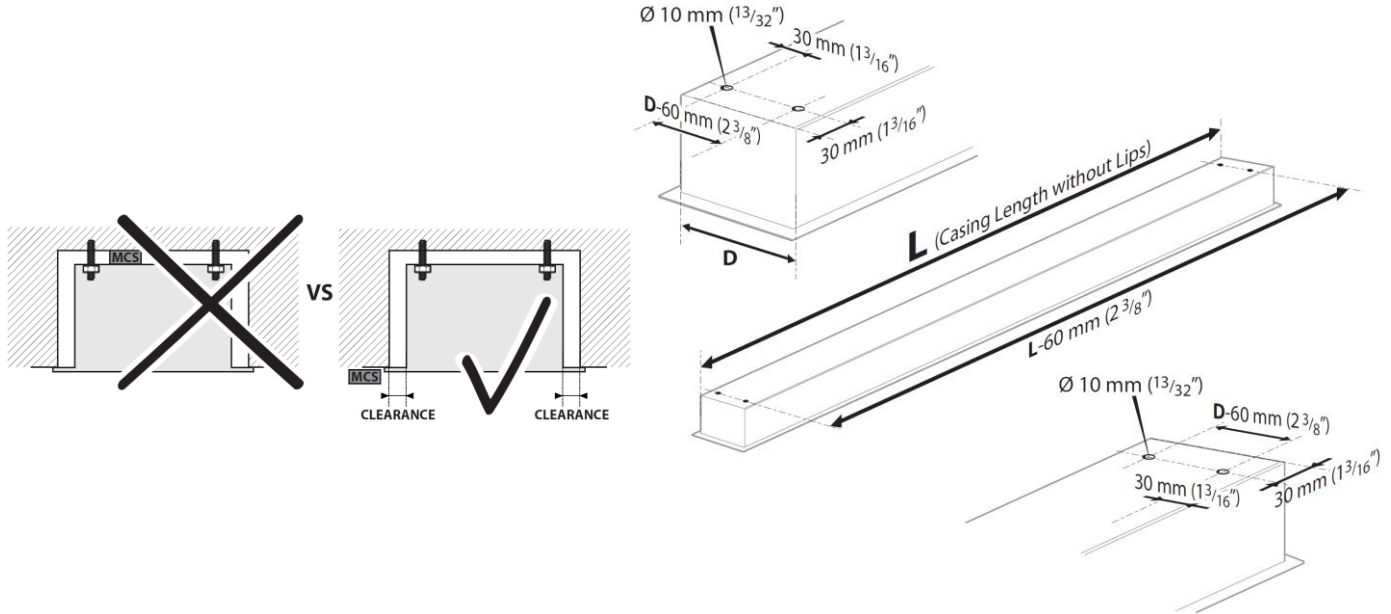 MCS
VS
MCS
CLEARANCE
CLEARANCE
Ø 10 mm (13/32")
30 mm (13/16")
D-60 mm (2 3/8")
30 mm (13/16")
D
L (Casing Length without Lips)
L-60 mm (2 3/8")
Ø 10 mm (13/32")
D-60 mm (2 3/8")
30 mm (13/16")
30 mm (13/16")